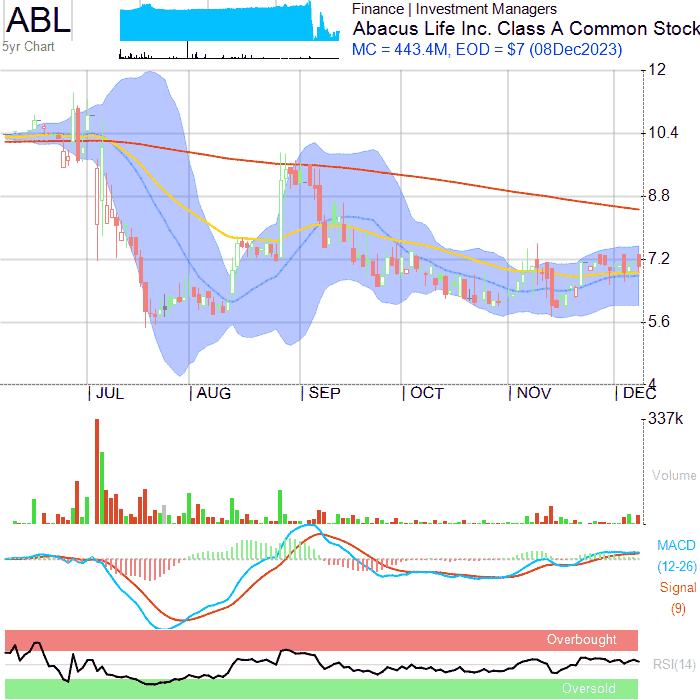 ABL
5yr Chart
Finance | Investment Managers
Abacus Life Inc. Class A Common Stock
MC = 443.4M, EOD = $7 (08Dec2023)
12
10.4
8.8
7.2
5.6
4
JUL AUG SEP OCT NOV DEC
337k
Volume
MACD
(12-26)
Signal
(9)
Overbought
RSI(14)
Oversold